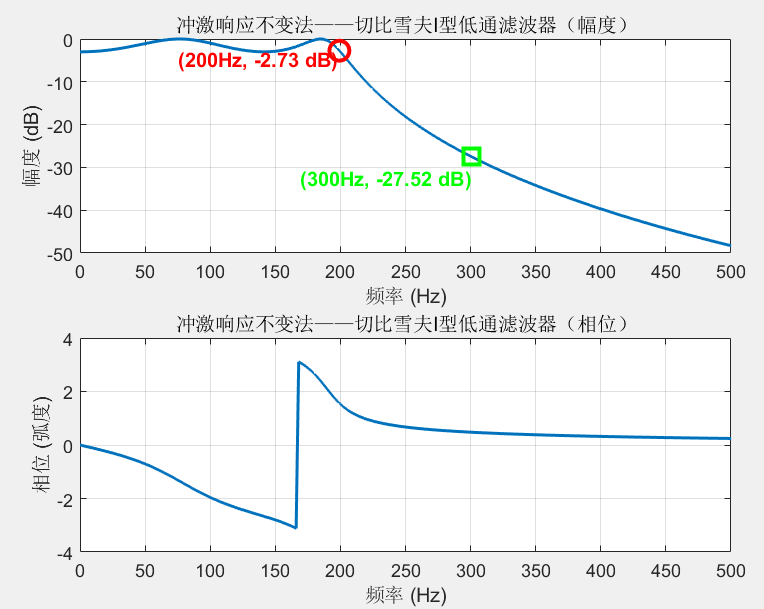 冲激响应不变法——切比雪夫I型低通滤波器（幅度）
0
-10
-20
-30
-40
-50
幅度 (dB)
(200Hz, -2.73 dB)
(300Hz, -27.52 dB)
0 50 100 150 200 250 300 350 400 450 500
频率 (Hz)
冲激响应不变法——切比雪夫I型低通滤波器（相位）
4
2
0
-2
-4
相位 (弧度)
0 50 100 150 200 250 300 350 400 450 500
频率 (Hz)